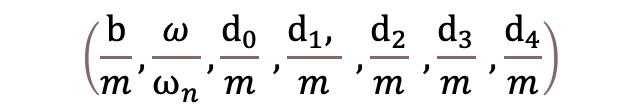 (b/m, ω/ω_n, d_0/m, d_1,/m, d_2/m, d_3/m, d_4/m)